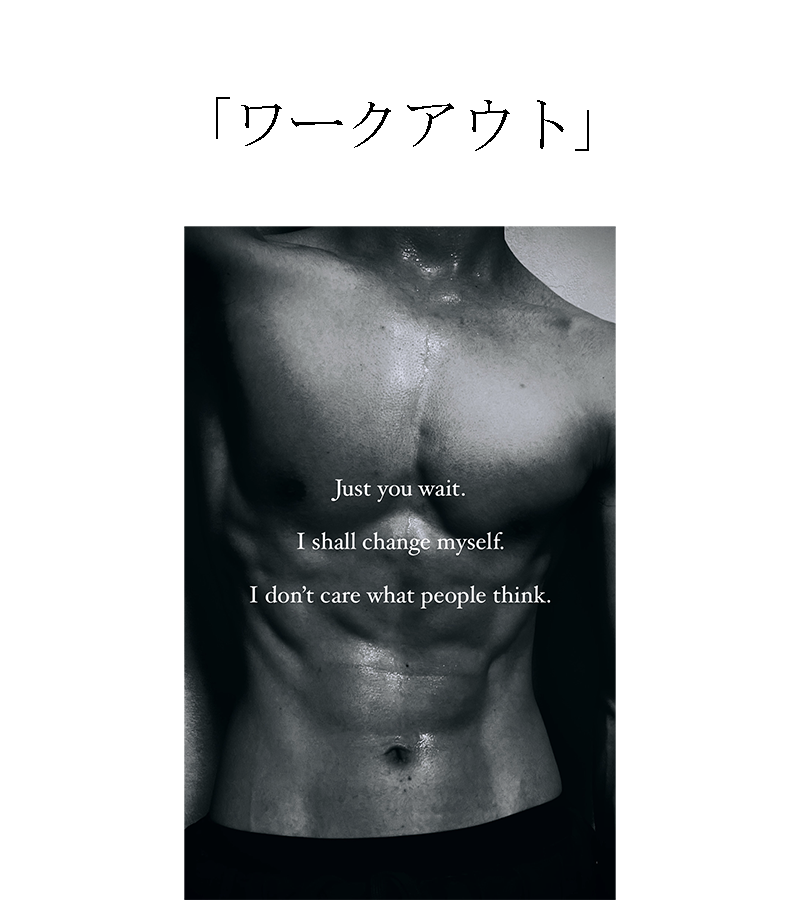 「ワークアウト」
Just you wait.
I shall change myself.
I don’t care what people think.